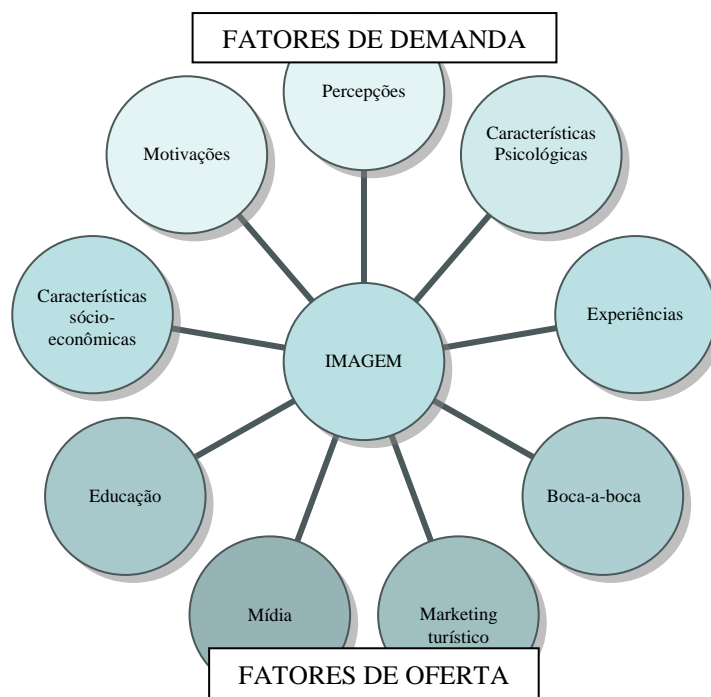 FATORES DE DEMANDA
Percepções
Características
Psicológicas
Motivações
Características
sócio-
econômicas
Experiências
IMAGEM
Educação
Boca-a-boca
Mídia
Marketing
turístico
FATORES DE OFERTA